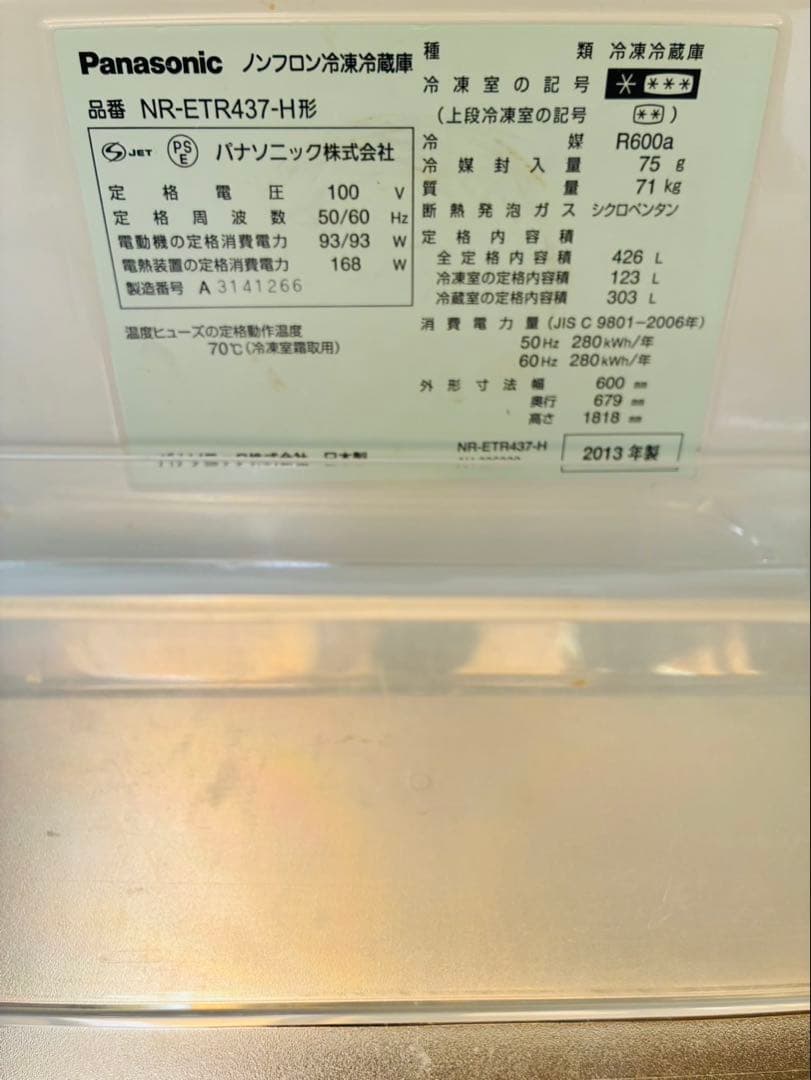 Panasonic ノンフロン冷凍冷蔵庫
品番 NR-ETR437-H形
JET PSE パナソニック株式会社
定格電圧 100 V
定格周波数 50/60 Hz
電動機の定格消費電力 93/93 W
電熱装置の定格消費電力 168 W
製造番号 A 3141266
温度ヒューズの定格動作温度
70℃(冷凍室霜取用)
種類 冷凍冷蔵庫
冷凍室の記号 * ***
(上段冷凍室の記号 ** )
冷媒 R600a
冷媒封入量 75 g
質量 71 kg
断熱発泡ガス シクロペンタン
定格内容積
全定格内容積 426 L
冷凍室の定格内容積 123 L
冷蔵室の定格内容積 303 L
消費電力量(JIS C 9801-2006年)
50Hz 280kWh/年
60Hz 280kWh/年
外形寸法 幅 600 mm
奥行 679 mm
高さ 1818 mm
NR-ETR437-H 2013年製